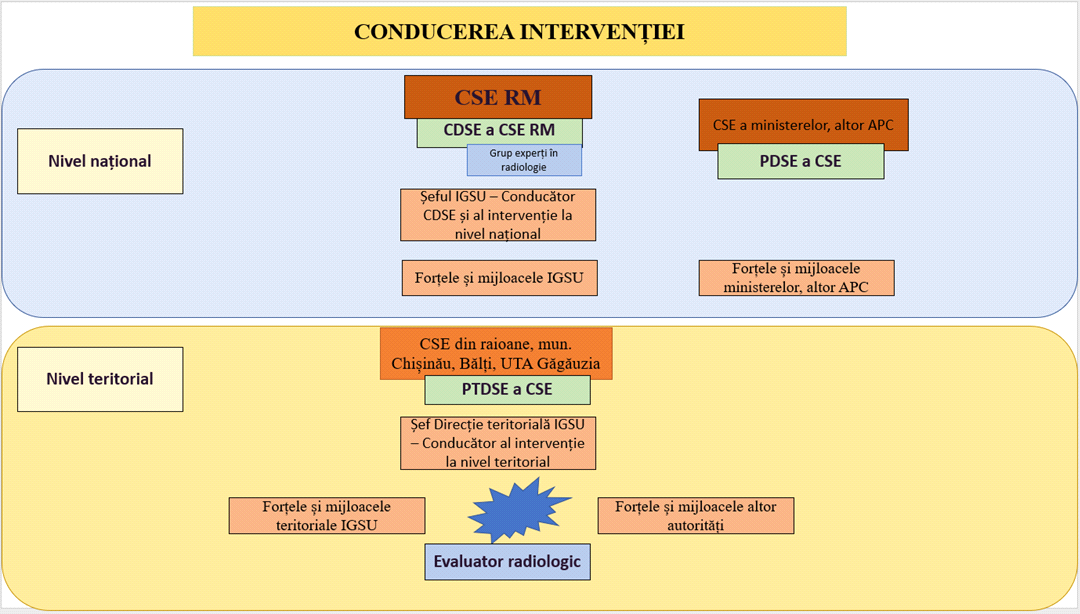 CONDUCEREA INTERVENȚIEI
Nivel național
CSE RM
CDSE a CSE RM
Grup experți în
radiologie
Șeful IGSU – Conducător
CDSE și al intervenție la
nivel național
Forțele și mijloacele IGSU
CSE a ministerelor, altor APC
PDSE a CSE
Forțele și mijloacele
ministerelor, altor APC
Nivel teritorial
CSE din raioane, mun.
Chișinău, Bălți, UTA Găgăuzia
PTDSE a CSE
Șef Direcție teritorială IGSU
– Conducător al intervenție
la nivel teritorial
Forțele și mijloacele
teritoriale IGSU
Forțele și mijloacele altor
autorități
Evaluator radiologic